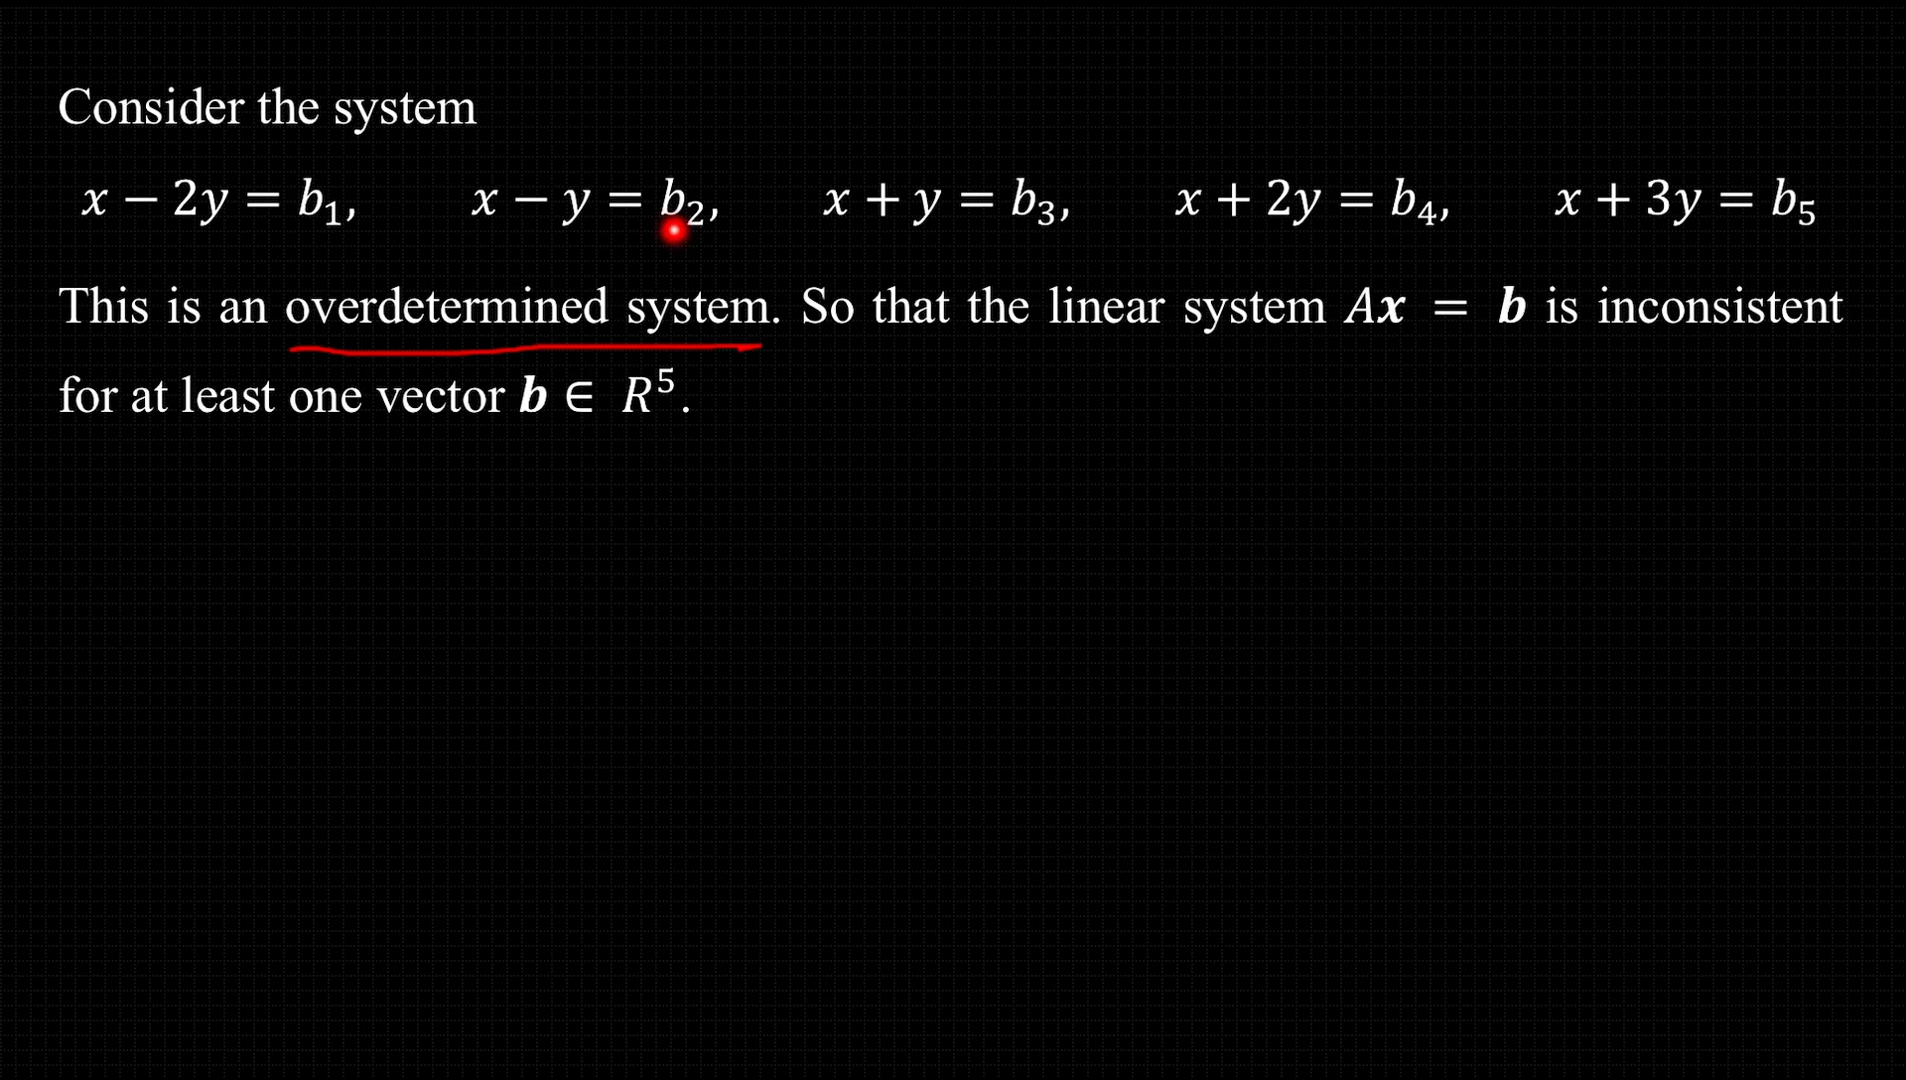 Consider the system
x − 2y = b₁, x − y = b₂, x + y = b₃, x + 2y = b₄, x + 3y = b₅
This is an overdetermined system. So that the linear system Ax = b is inconsistent
for at least one vector b ∈ R⁵.